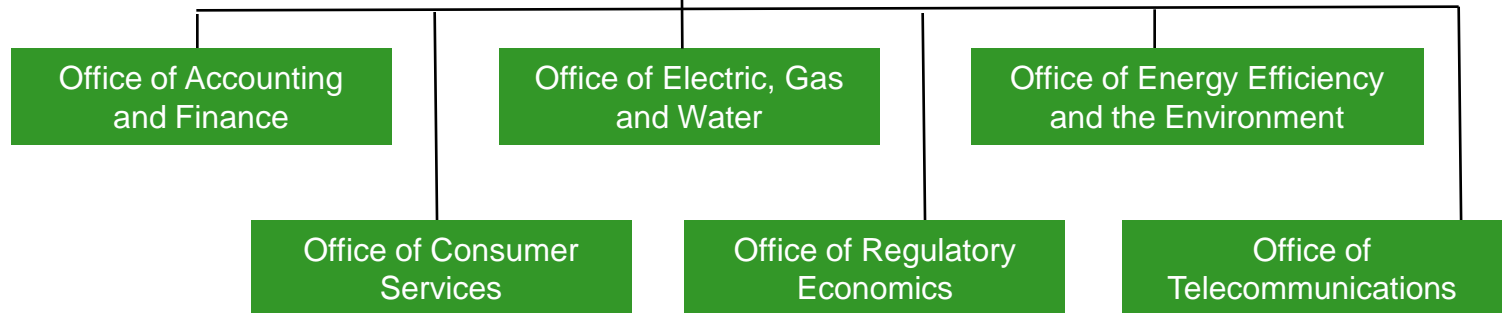 Office of Accounting
and Finance
Office of Electric, Gas
and Water
Office of Energy Efficiency
and the Environment
Office of Consumer
Services
Office of Regulatory
Economics
Office of
Telecommunications